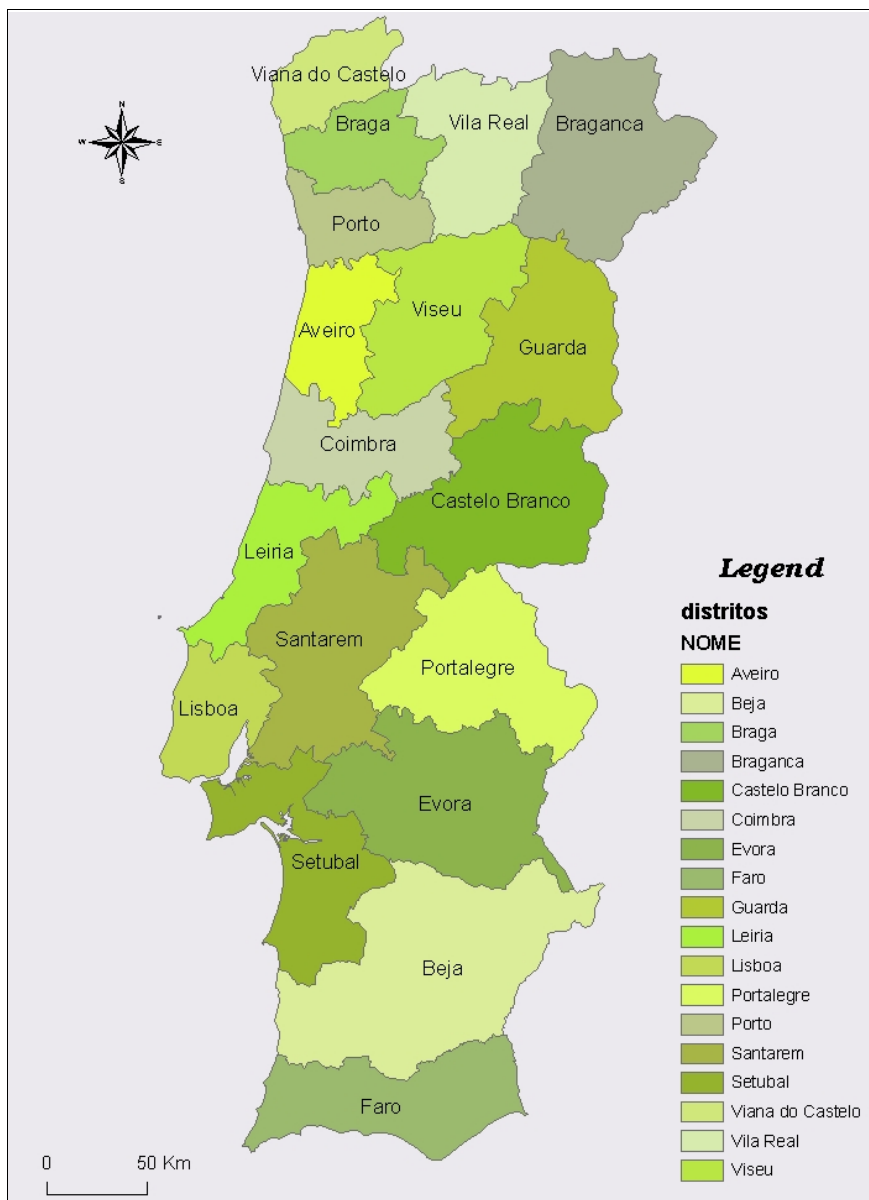 Viana do Castelo
Braga
Vila Real
Braganca
N
W
E
S
Porto
Aveiro
Viseu
Guarda
Coimbra
Castelo Branco
Leiria
Santarem
Portalegre
Lisboa
Evora
Setubal
Beja
Faro
0 50 Km
Legend
distritos
NOME
Aveiro
Beja
Braga
Braganca
Castelo Branco
Coimbra
Evora
Faro
Guarda
Leiria
Lisboa
Portalegre
Porto
Santarem
Setubal
Viana do Castelo
Vila Real
Viseu